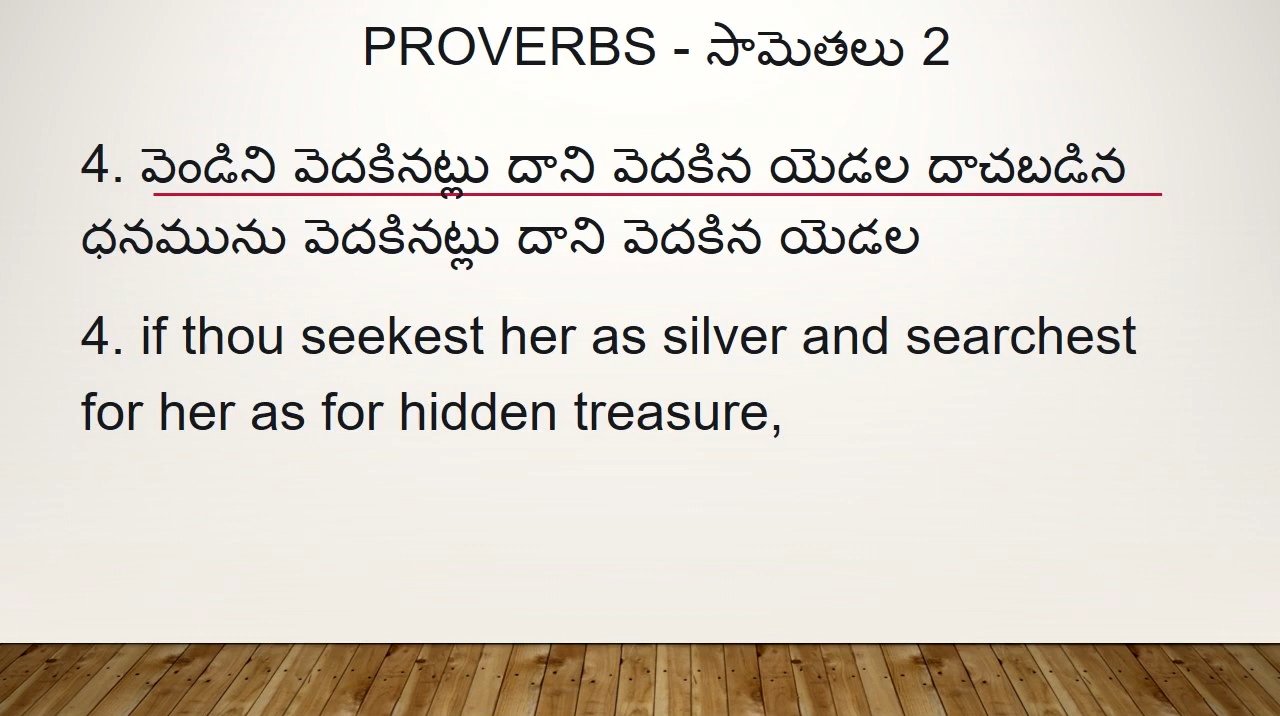 PROVERBS - సామెతలు 2
4. వెండిని వెదకినట్లు దాని వెదకిన యెడల దాచబడిన
ధనమును వెదకినట్లు దాని వెదకిన యెడల
4. if thou seekest her as silver and searchest
for her as for hidden treasure,